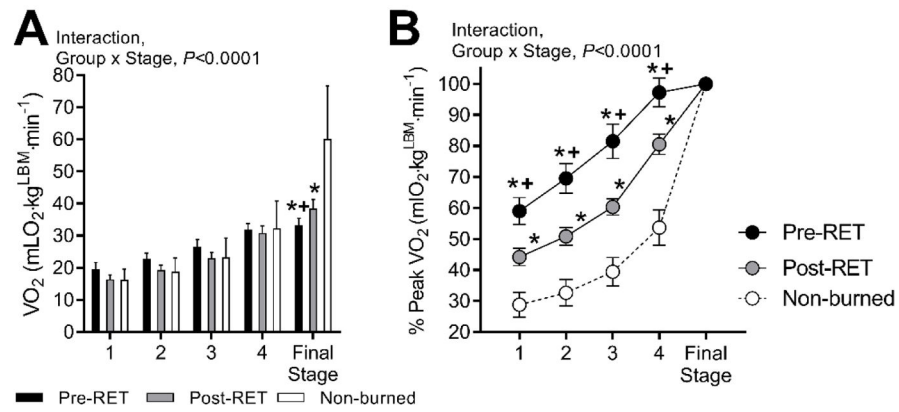 A
Interaction,
Group x Stage, P<0.0001
VO₂ (mLO₂·kgᴸᴮᴹ·min⁻¹)
80
70
60
50
40
30
20
10
0
*+
*
1 2 3 4 Final
Stage
Pre-RET Post-RET Non-burned
B
Interaction,
Group x Stage, P<0.0001
% Peak VO₂ (mlO₂·kgᴸᴮᴹ·min⁻¹)
100
90
80
70
60
50
40
30
20
*+
*+
*+
*+
*
*
*
*
1 2 3 4 Final
Stage
Pre-RET
Post-RET
Non-burned